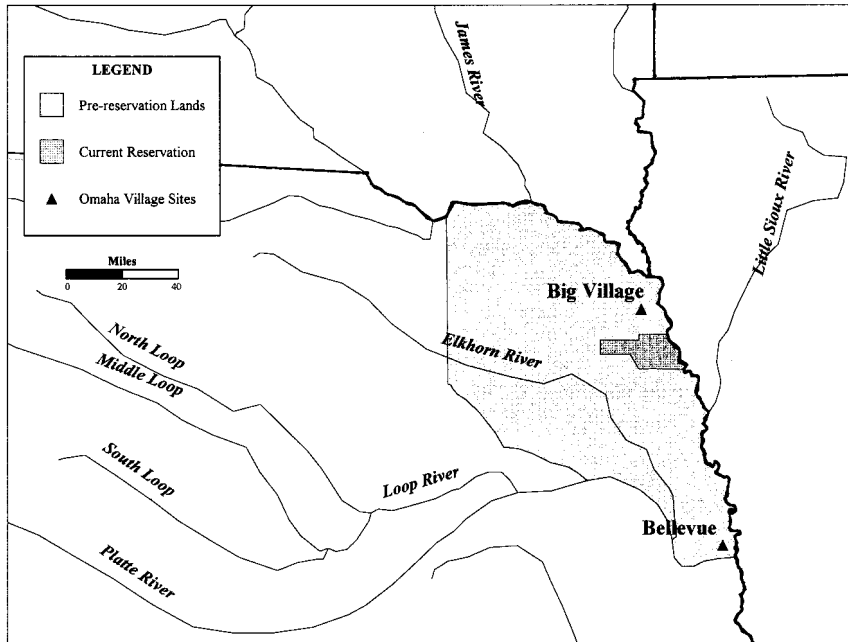 LEGEND
Pre-reservation Lands
Current Reservation
Omaha Village Sites
Miles
0 20 40
James River
Little Sioux River
Big Village
Elkhorn River
North Loop
Middle Loop
South Loop
Loop River
Platte River
Bellevue